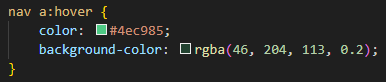 nav a:hover {
    color: #4ec985;
    background-color: rgba(46, 204, 113, 0.2);
}